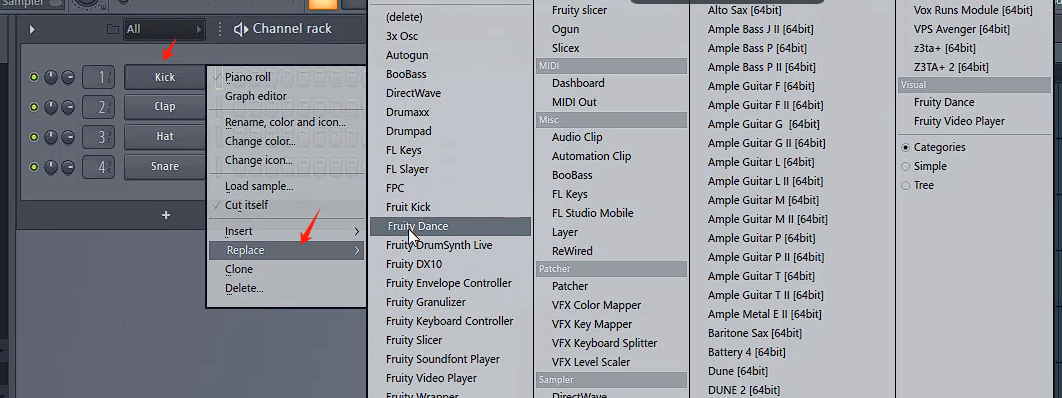 Sampler
All
Channel rack
1
Kick
2
Clap
3
Hat
4
Snare
+
Piano roll
Graph editor
Rename, color and icon...
Change color...
Change icon...
Load sample...
Cut itself
Insert
Replace
Clone
Delete...
(delete)
3x Osc
Autogun
BooBass
DirectWave
Drumaxx
Drumpad
FL Keys
FL Slayer
FPC
Fruit Kick
Fruity Dance
Fruity DrumSynth Live
Fruity DX10
Fruity Envelope Controller
Fruity Granulizer
Fruity Keyboard Controller
Fruity Slicer
Fruity Soundfont Player
Fruity Video Player
Fruity Wrapper
Fruity slicer
Ogun
Slicex
MIDI
Dashboard
MIDI Out
Misc
Audio Clip
Automation Clip
BooBass
FL Keys
FL Studio Mobile
Layer
ReWired
Patcher
Patcher
VFX Color Mapper
VFX Key Mapper
VFX Keyboard Splitter
VFX Level Scaler
Sampler
DirectWave
Alto Sax [64bit]
Ample Bass J II [64bit]
Ample Bass P [64bit]
Ample Bass P II [64bit]
Ample Guitar F [64bit]
Ample Guitar F II [64bit]
Ample Guitar G [64bit]
Ample Guitar G II [64bit]
Ample Guitar L [64bit]
Ample Guitar L II [64bit]
Ample Guitar M [64bit]
Ample Guitar M II [64bit]
Ample Guitar P [64bit]
Ample Guitar P II [64bit]
Ample Guitar T [64bit]
Ample Guitar T II [64bit]
Ample Metal E II [64bit]
Baritone Sax [64bit]
Battery 4 [64bit]
Dune [64bit]
DUNE 2 [64bit]
Vox Runs Module [64bit]
VPS Avenger [64bit]
z3ta+ [64bit]
Z3TA+ 2 [64bit]
Visual
Fruity Dance
Fruity Video Player
Categories
Simple
Tree